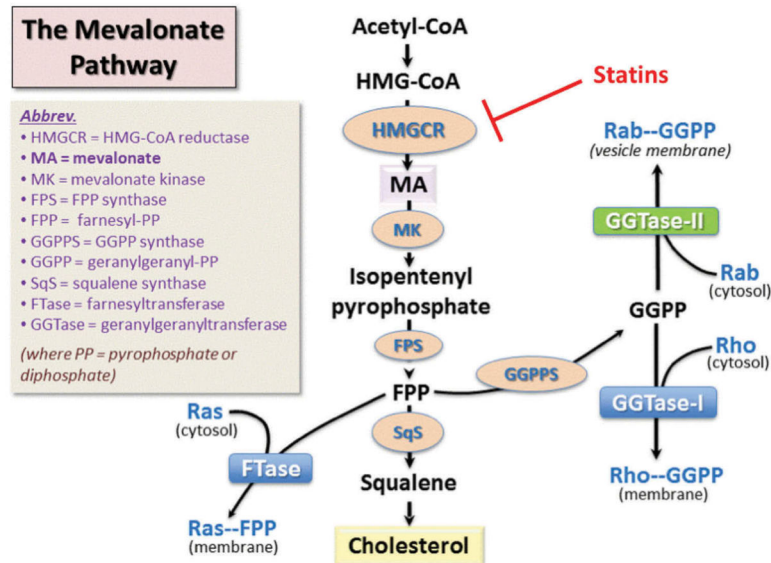 The Mevalonate
Pathway
Abbrev.
• HMGCR = HMG-CoA reductase
• MA = mevalonate
• MK = mevalonate kinase
• FPS = FPP synthase
• FPP = farnesyl-PP
• GGPPS = GGPP synthase
• GGPP = geranylgeranyl-PP
• SqS = squalene synthase
• FTase = farnesyltransferase
• GGTase = geranylgeranyltransferase
(where PP = pyrophosphate or
diphosphate)
Acetyl-CoA
HMG-CoA
Statins
HMGCR
MA
MK
Isopentenyl
pyrophosphate
FPS
FPP
GGPPS
SqS
Squalene
Cholesterol
Ras
(cytosol)
FTase
Ras--FPP
(membrane)
Rab--GGPP
(vesicle membrane)
GGTase-II
Rab
(cytosol)
GGPP
Rho
(cytosol)
GGTase-I
Rho--GGPP
(membrane)